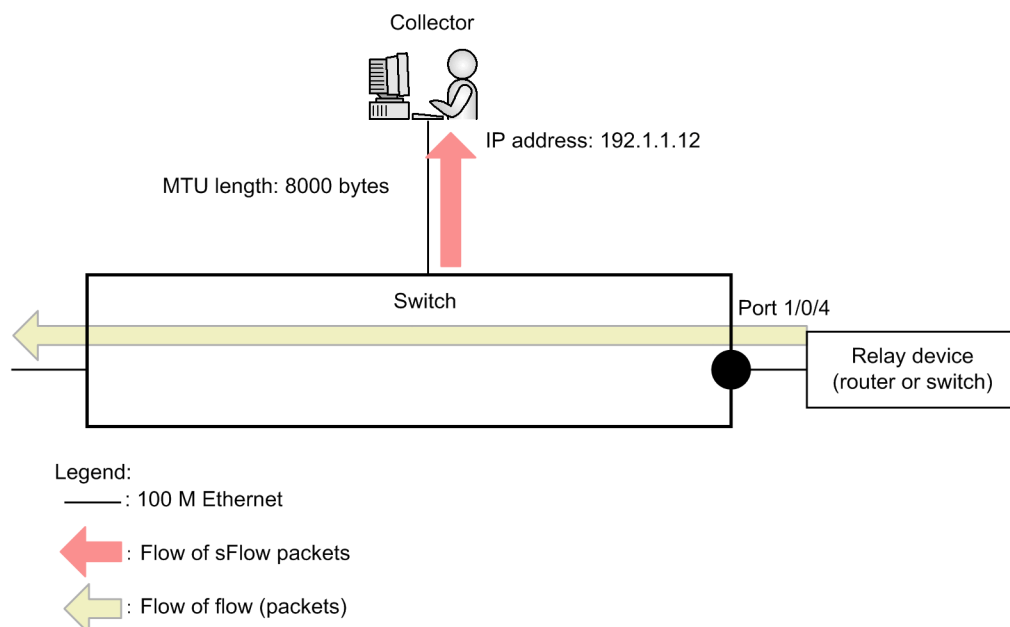 Collector
IP address: 192.1.1.12
MTU length: 8000 bytes
Switch
Port 1/0/4
Relay device
(router or switch)
Legend:
: 100 M Ethernet
: Flow of sFlow packets
: Flow of flow (packets)